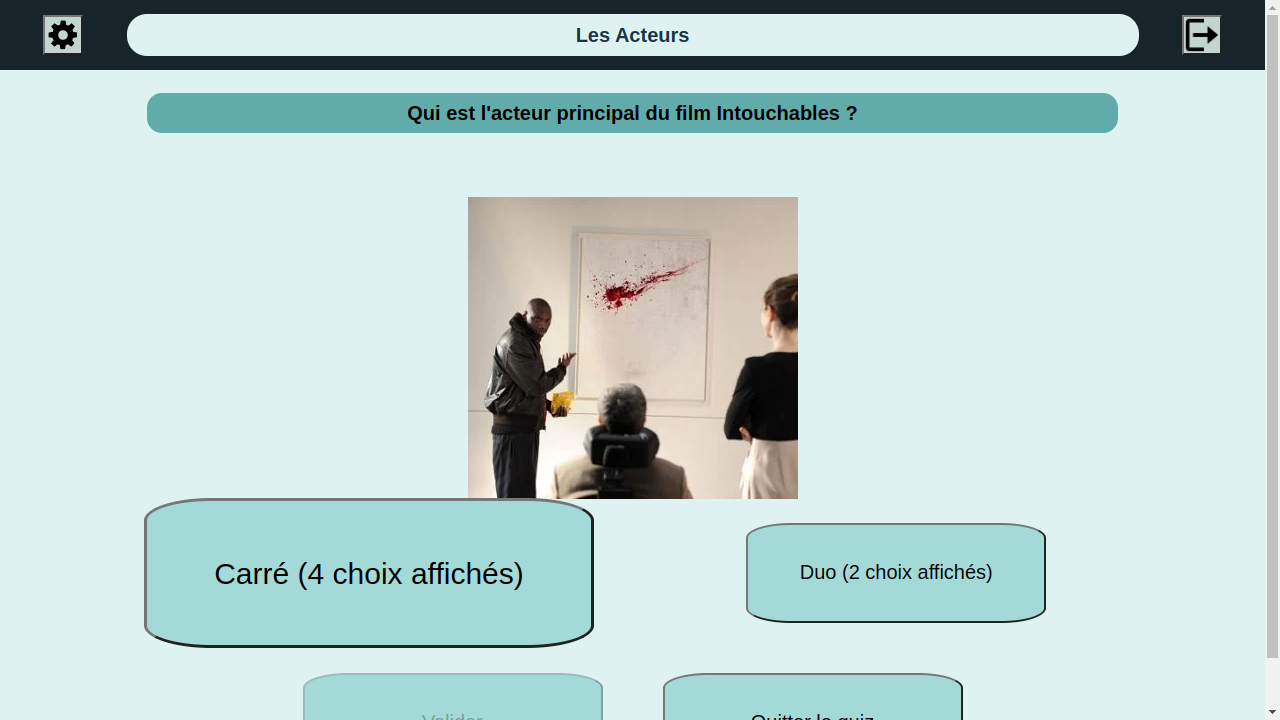 Les Acteurs
Qui est l'acteur principal du film Intouchables ?
Carré (4 choix affichés)
Duo (2 choix affichés)
Valider
Quitter le quiz